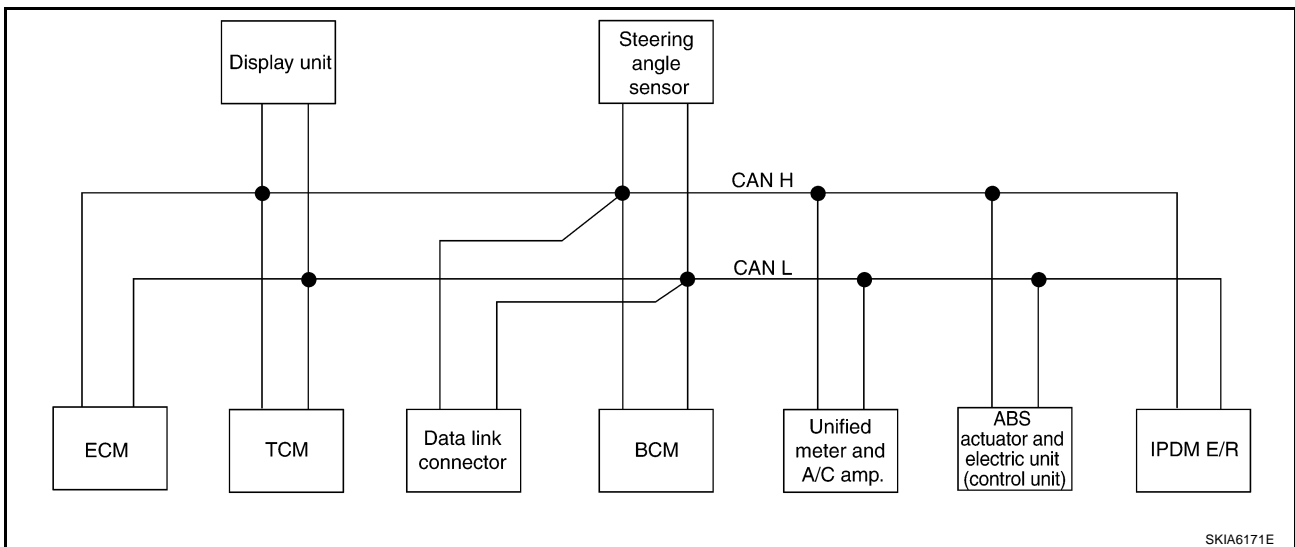 Display unit
Steering
angle
sensor
CAN H
CAN L
ECM
TCM
Data link
connector
BCM
Unified
meter and
A/C amp.
ABS
actuator and
electric unit
(control unit)
IPDM E/R
SKIA6171E